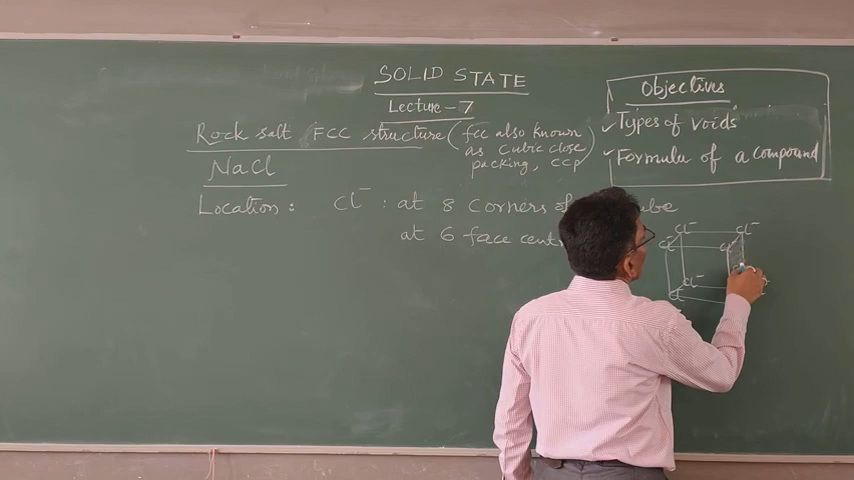 SOLID STATE
Lecture-7
Rock salt FCC structure (fcc also known
as cubic close
packing, CCP)
NaCl
Location : Cl⁻ : at 8 corners of cube
at 6 face
Objectives
✓ Types of voids
✓ Formula of a compound
Cl⁻ Cl⁻
Cl⁻ Cl
Cl⁻
Cl⁻